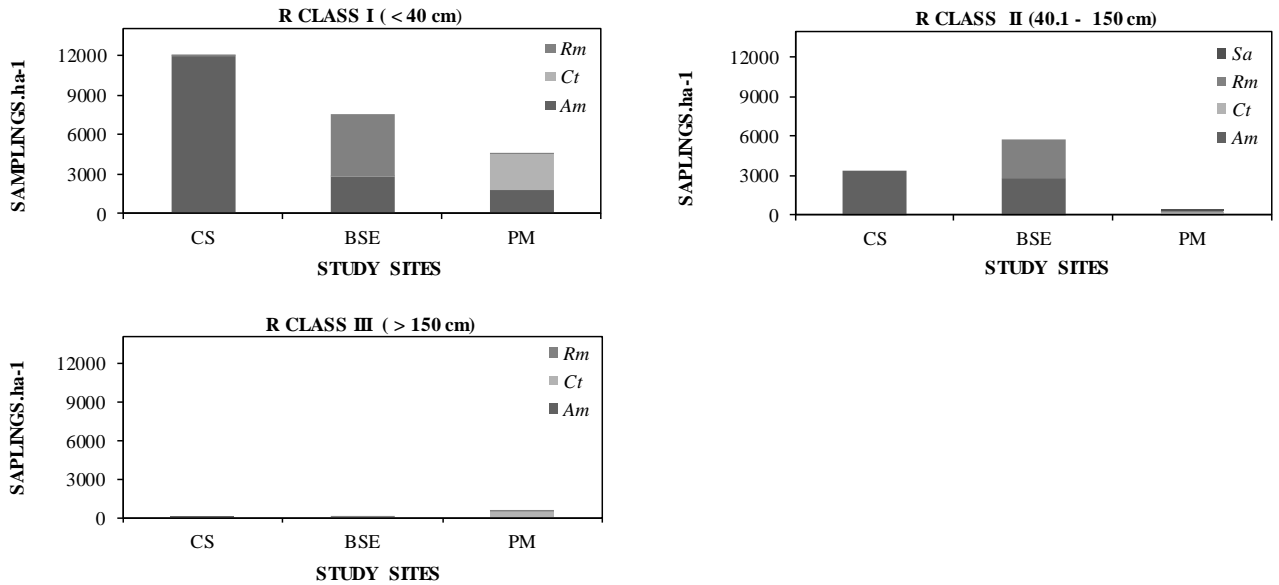 R CLASS I ( < 40 cm)
SAMPLINGS.ha-1
12000
9000
6000
3000
0
Rm
Ct
Am
CS BSE PM
STUDY SITES
R CLASS II (40.1 - 150 cm)
SAPLINGS.ha-1
12000
9000
6000
3000
0
Sa
Rm
Ct
Am
CS BSE PM
STUDY SITES
R CLASS III ( > 150 cm)
SAPLINGS.ha-1
12000
9000
6000
3000
0
Rm
Ct
Am
CS BSE PM
STUDY SITES